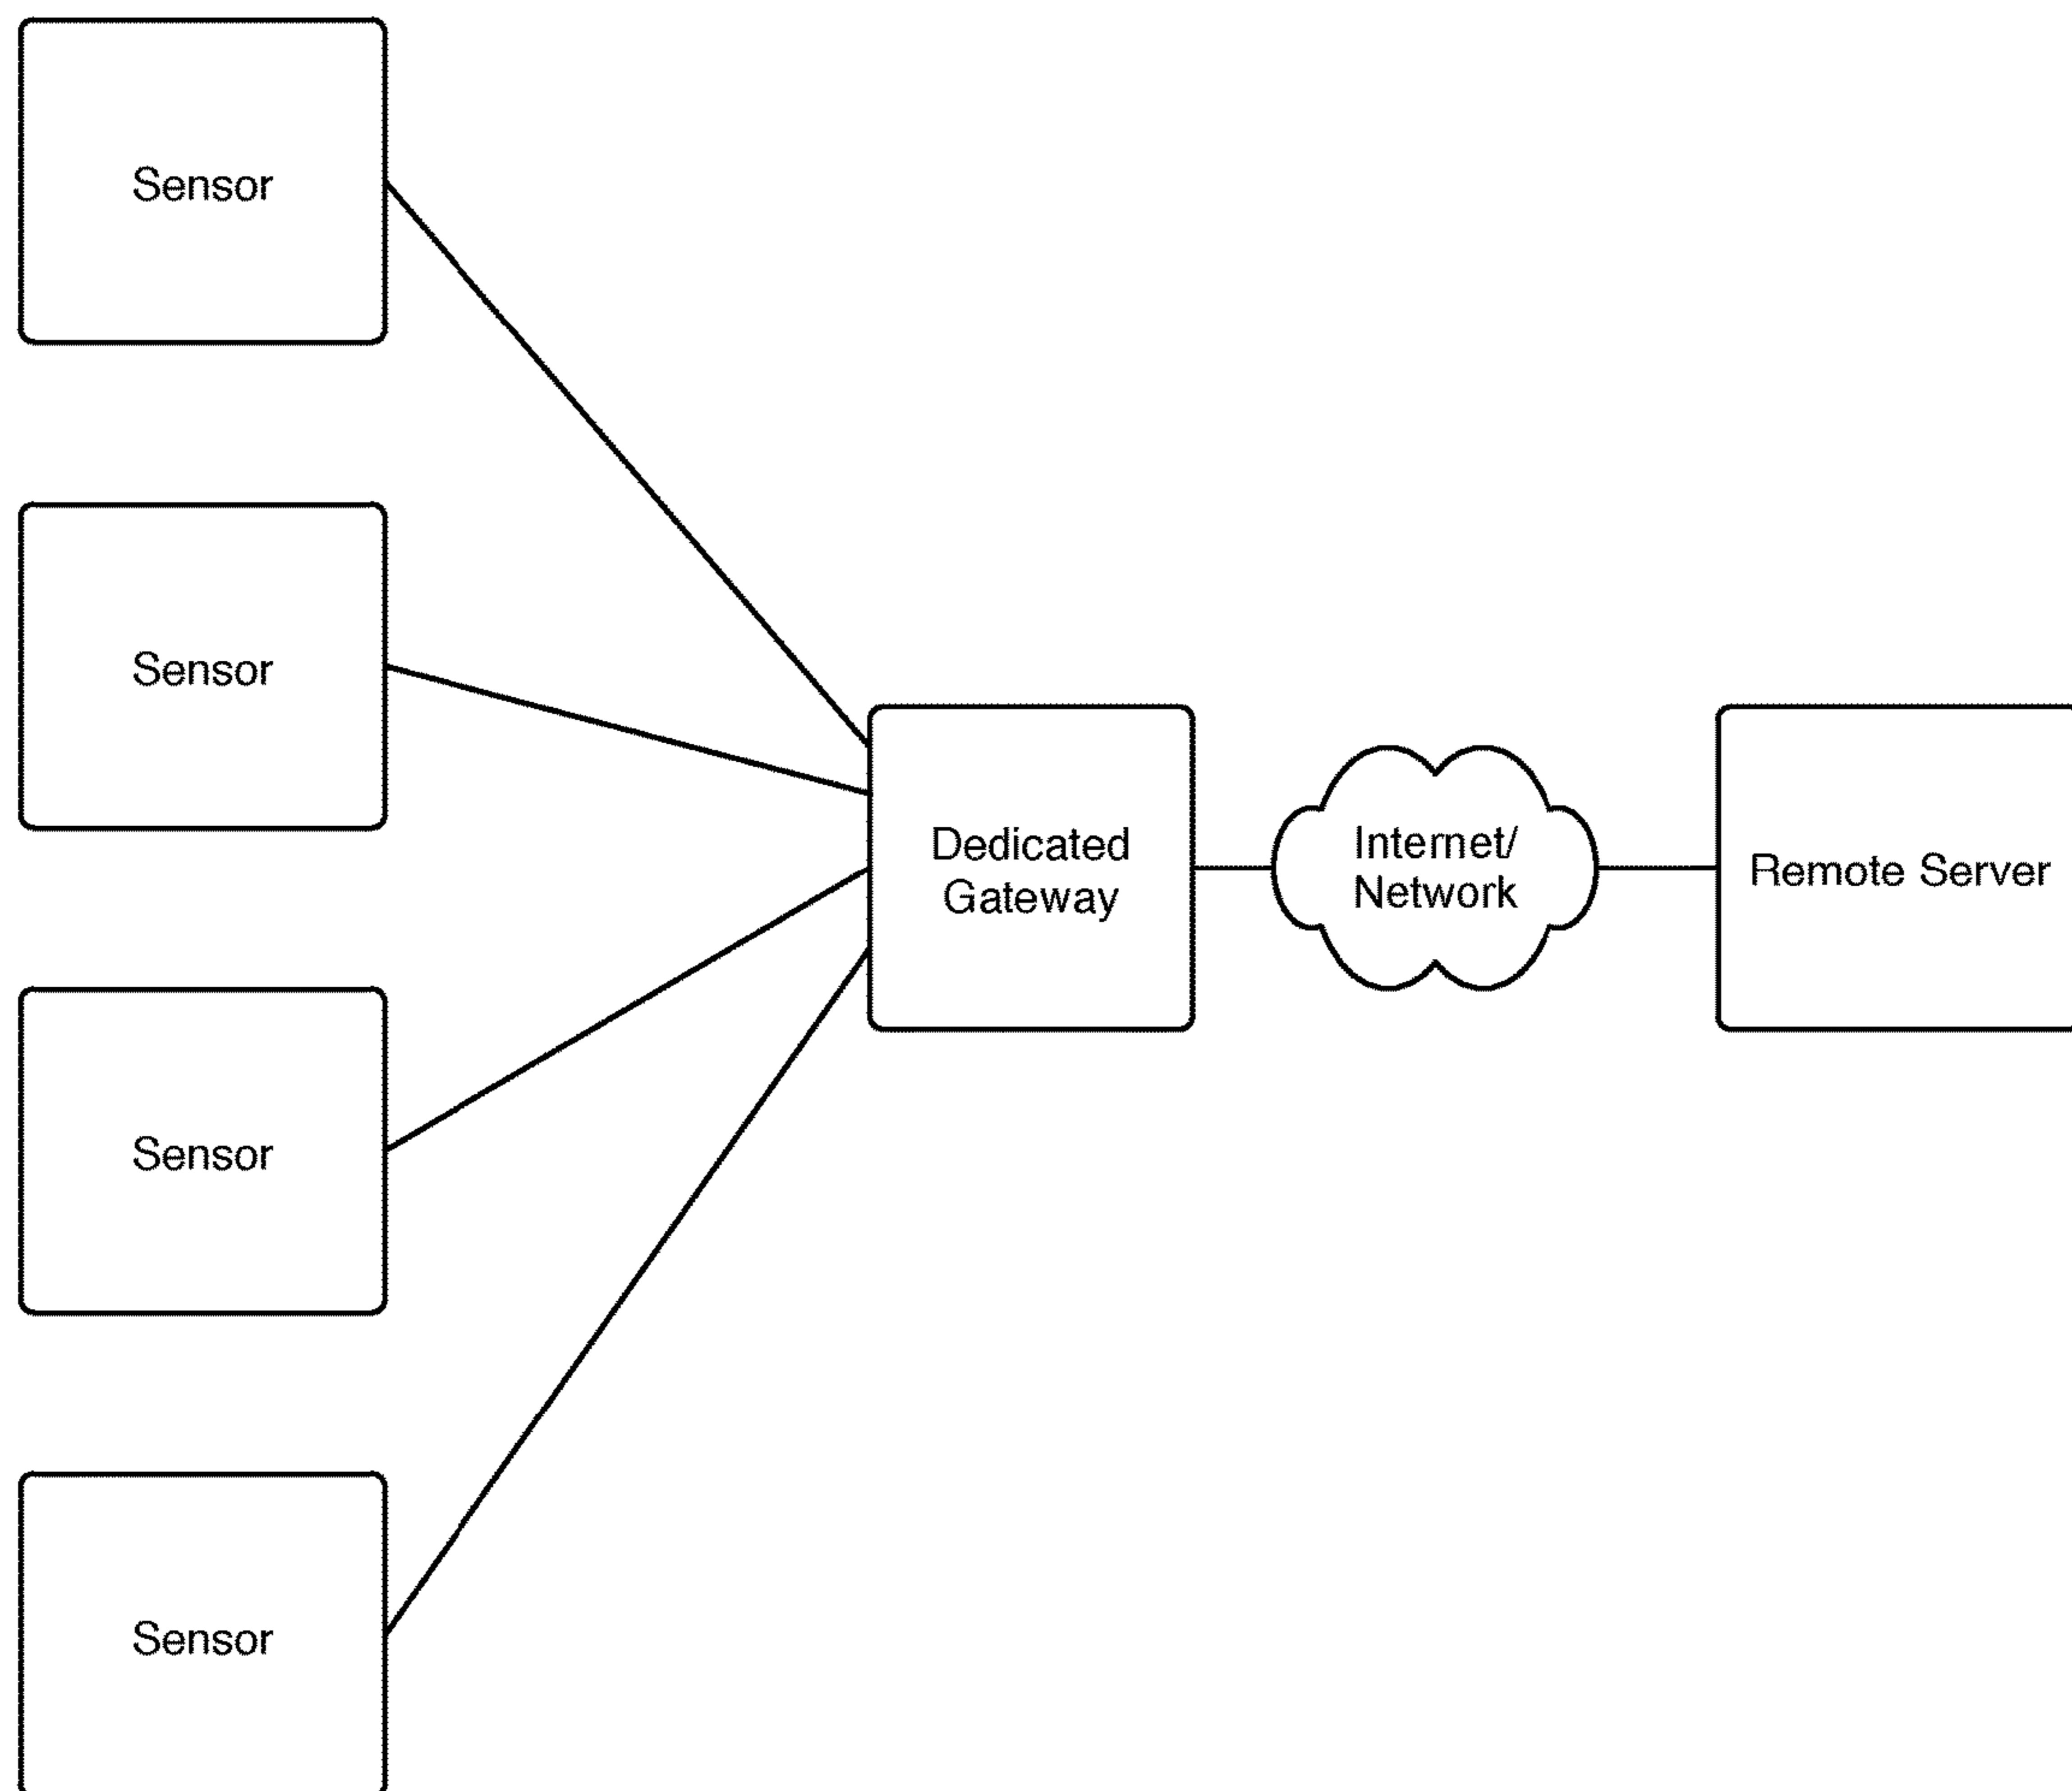 Sensor
Sensor
Dedicated
Gateway
Internet/
Network
Remote Server
Sensor
Sensor